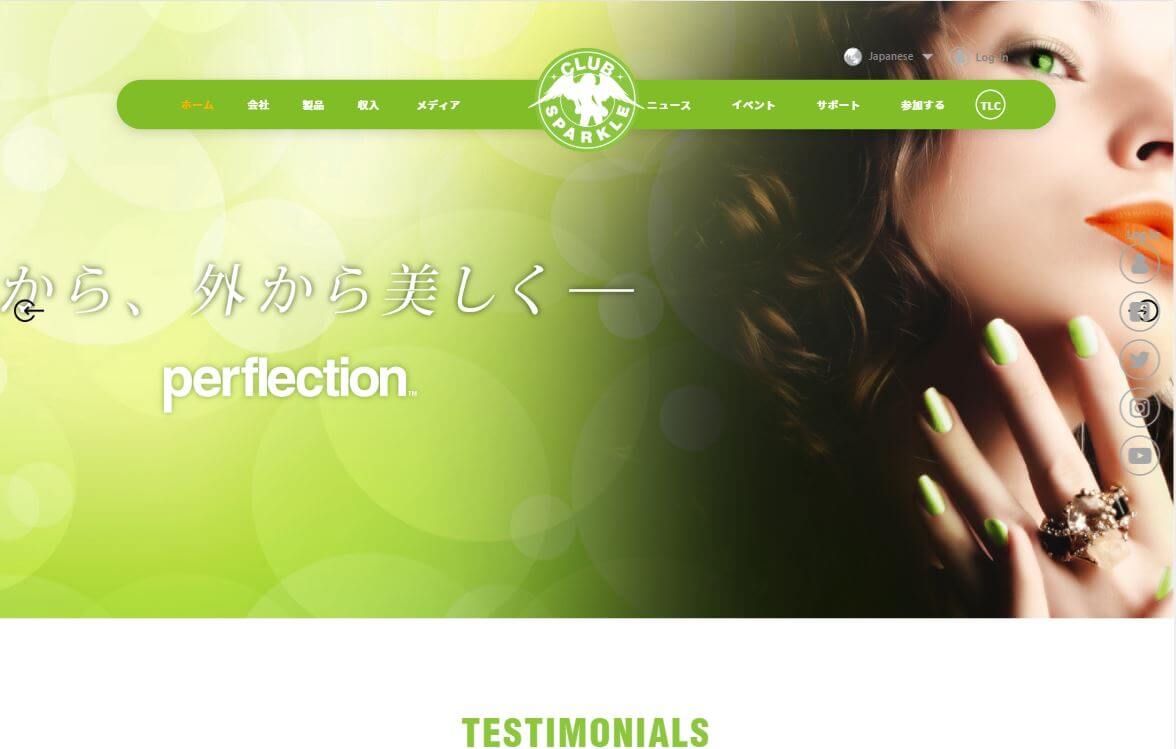 Japanese
Log-In
CLUB
SPARKLE
ホーム 会社 製品 収入 メディア ニュース イベント サポート 参加する TLC
から、外から美しく —
perflection™
TESTIMONIALS